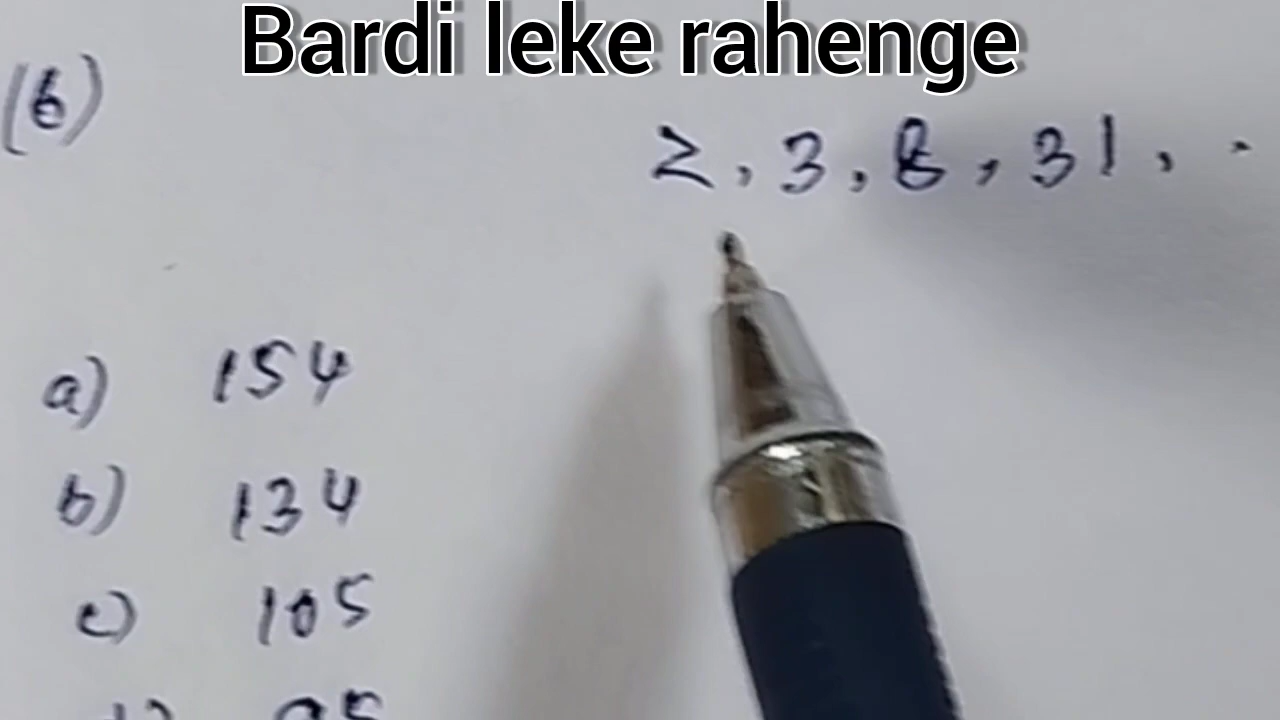 Bardi leke rahenge
(6)
2, 3, 8, 31, .
a) 154
b) 134
c) 105